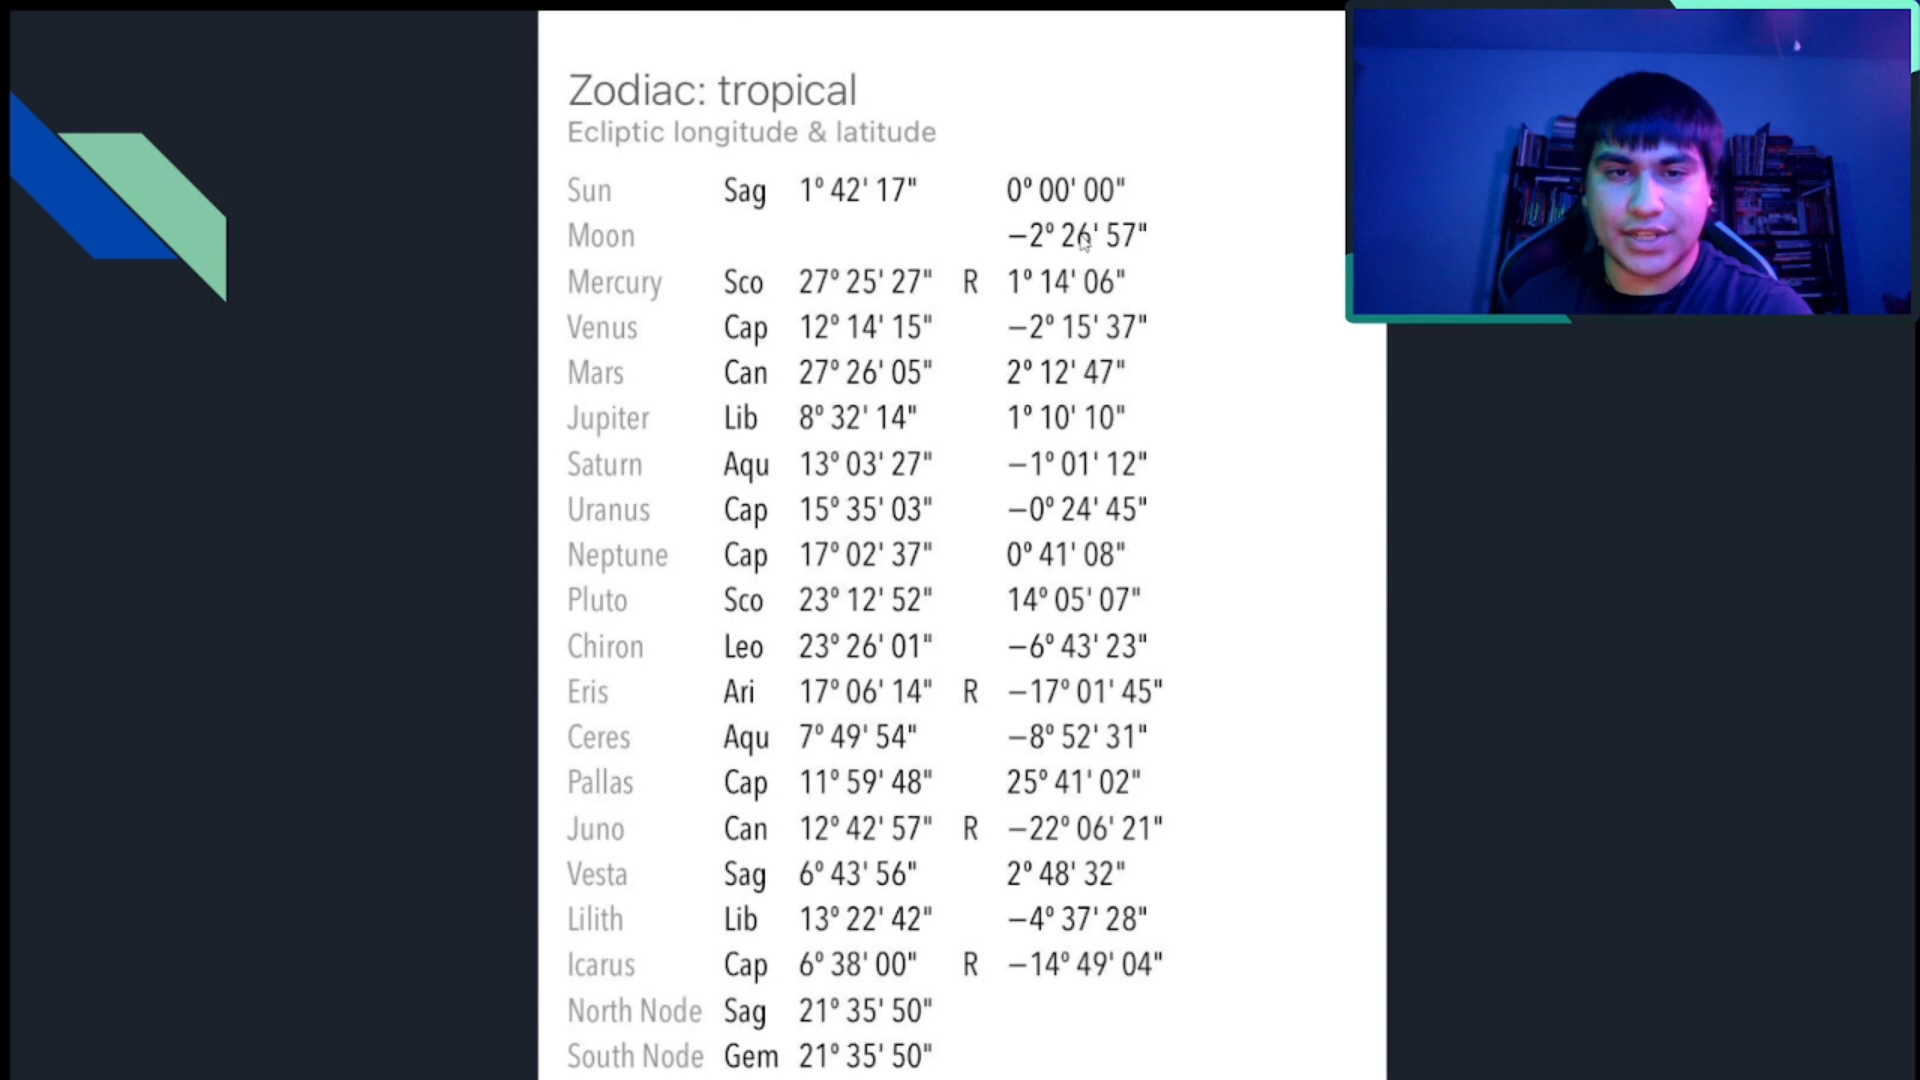 Zodiac: tropical
Ecliptic longitude & latitude
Sun Sag 1° 42' 17" 0° 00' 00"
Moon −2° 26' 57"
Mercury Sco 27° 25' 27" R 1° 14' 06"
Venus Cap 12° 14' 15" −2° 15' 37"
Mars Can 27° 26' 05" 2° 12' 47"
Jupiter Lib 8° 32' 14" 1° 10' 10"
Saturn Aqu 13° 03' 27" −1° 01' 12"
Uranus Cap 15° 35' 03" −0° 24' 45"
Neptune Cap 17° 02' 37" 0° 41' 08"
Pluto Sco 23° 12' 52" 14° 05' 07"
Chiron Leo 23° 26' 01" −6° 43' 23"
Eris Ari 17° 06' 14" R −17° 01' 45"
Ceres Aqu 7° 49' 54" −8° 52' 31"
Pallas Cap 11° 59' 48" 25° 41' 02"
Juno Can 12° 42' 57" R −22° 06' 21"
Vesta Sag 6° 43' 56" 2° 48' 32"
Lilith Lib 13° 22' 42" −4° 37' 28"
Icarus Cap 6° 38' 00" R −14° 49' 04"
North Node Sag 21° 35' 50"
South Node Gem 21° 35' 50"